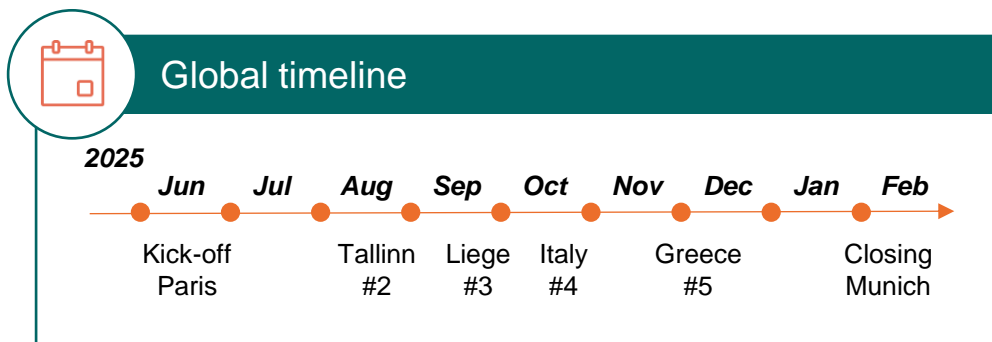 Global timeline
2025
Jun Jul Aug Sep Oct Nov Dec Jan Feb
Kick-off Tallinn Liege Italy Greece Closing
Paris #2 #3 #4 #5 Munich